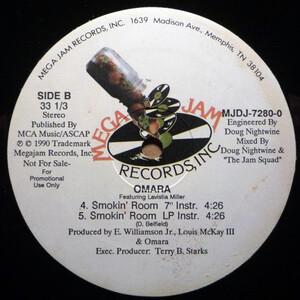 MEGA JAM RECORDS, INC. 1639 Madison Ave., Memphis, TN 38104
SIDE B
33 1/3
Stereo
Published By
MCA Music/ASCAP
℗ © 1990 Trademark
Megajam Records, Inc.
Not For Sale-
For
Promotional
Use Only
MEGA JAM
RECORDS, INC.
MJDJ-7280-0
Engineered By
Doug Nightwine
Mixed By
Doug Nightwine &
"The Jam Squad"
OMARA
Featuring Lavistia Miller
4. Smokin' Room 7" Instr. 4:26
5. Smokin' Room LP Instr. 4:26
(D. Belfield)
Produced by E. Williamson Jr., Louis McKay III
& Omara
Exec. Producer: Terry B. Starks